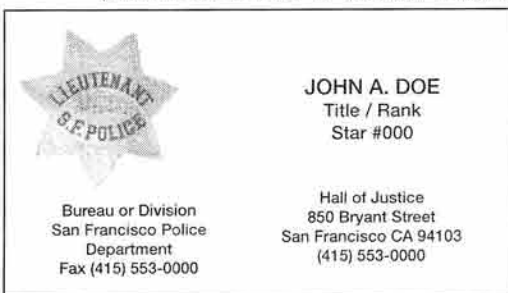 LIEUTENANT
S.F. POLICE
JOHN A. DOE
Title / Rank
Star #000
Bureau or Division
San Francisco Police
Department
Fax (415) 553-0000
Hall of Justice
850 Bryant Street
San Francisco CA 94103
(415) 553-0000